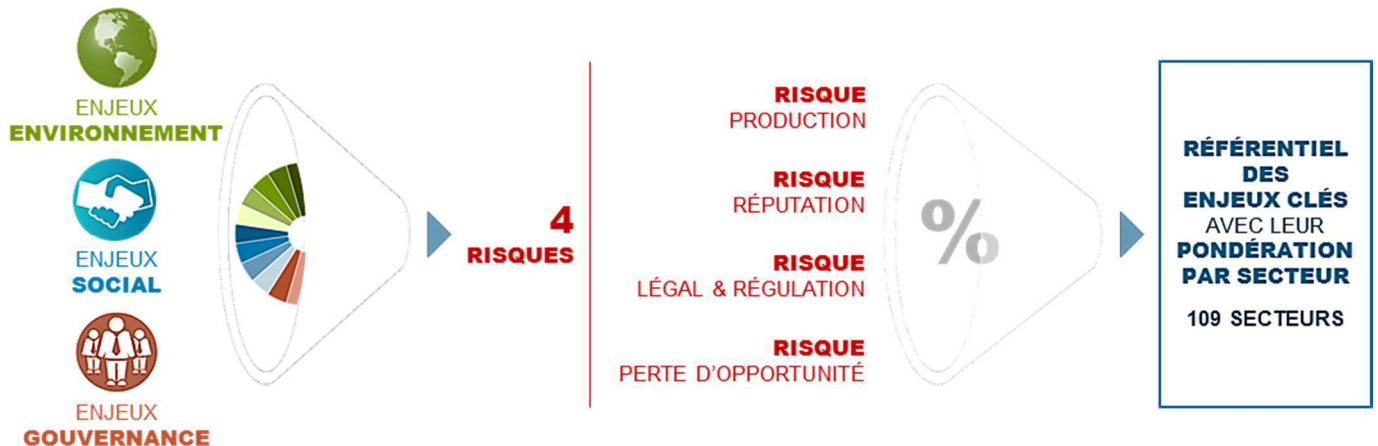 ENJEUX
ENVIRONNEMENT
ENJEUX
SOCIAL
ENJEUX
GOUVERNANCE
4
RISQUES
RISQUE
PRODUCTION
RISQUE
RÉPUTATION
RISQUE
LÉGAL & RÉGULATION
RISQUE
PERTE D'OPPORTUNITÉ
%
RÉFÉRENTIEL
DES
ENJEUX CLÉS
AVEC LEUR
PONDÉRATION
PAR SECTEUR
109 SECTEURS